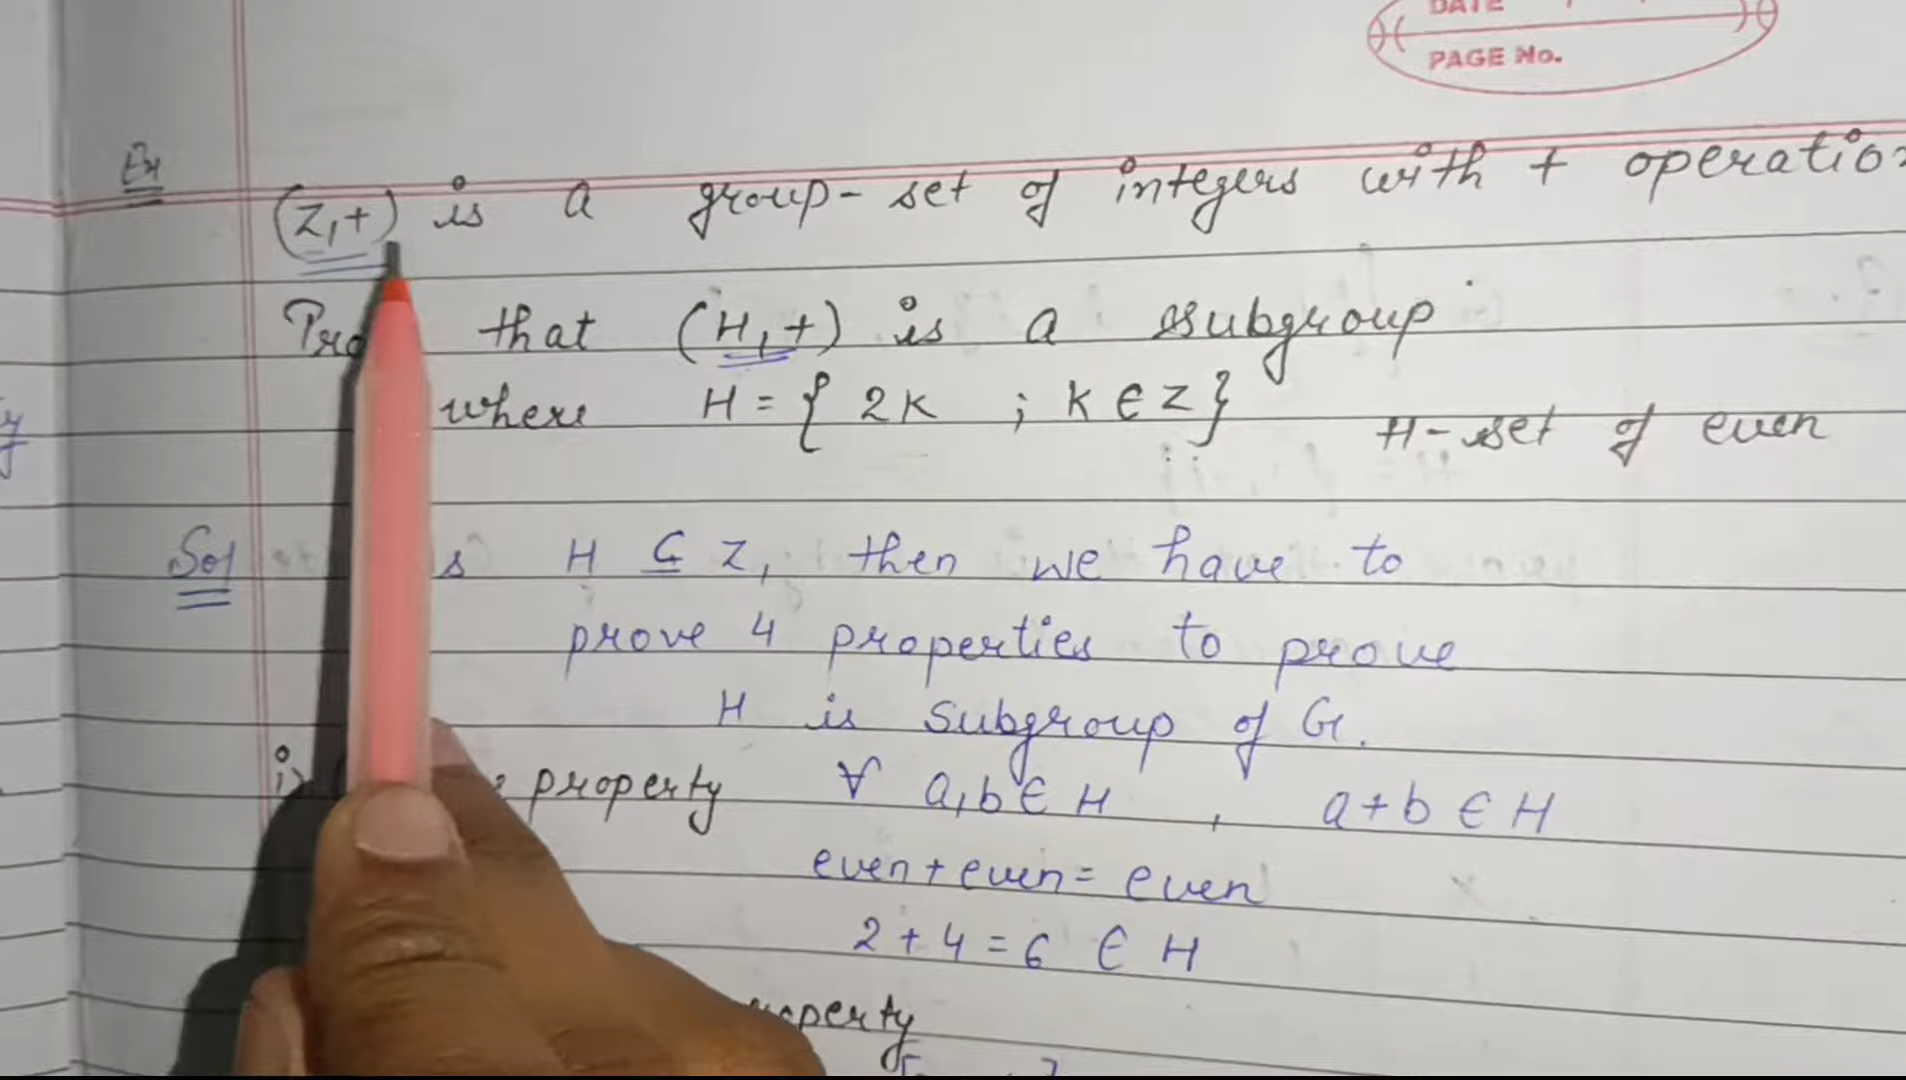 DATE
PAGE No.
Ex
(Z,+) is a group - set of integers with + operation
that (H,+) is a subgroup
where H = { 2K ; K ∈ Z} H - set of even
Sol H ⊆ Z, then we have to
prove 4 properties to prove
H is subgroup of G.
i) property ∀ a,b ∈ H , a+b ∈ H
even + even = even
2 + 4 = 6 ∈ H